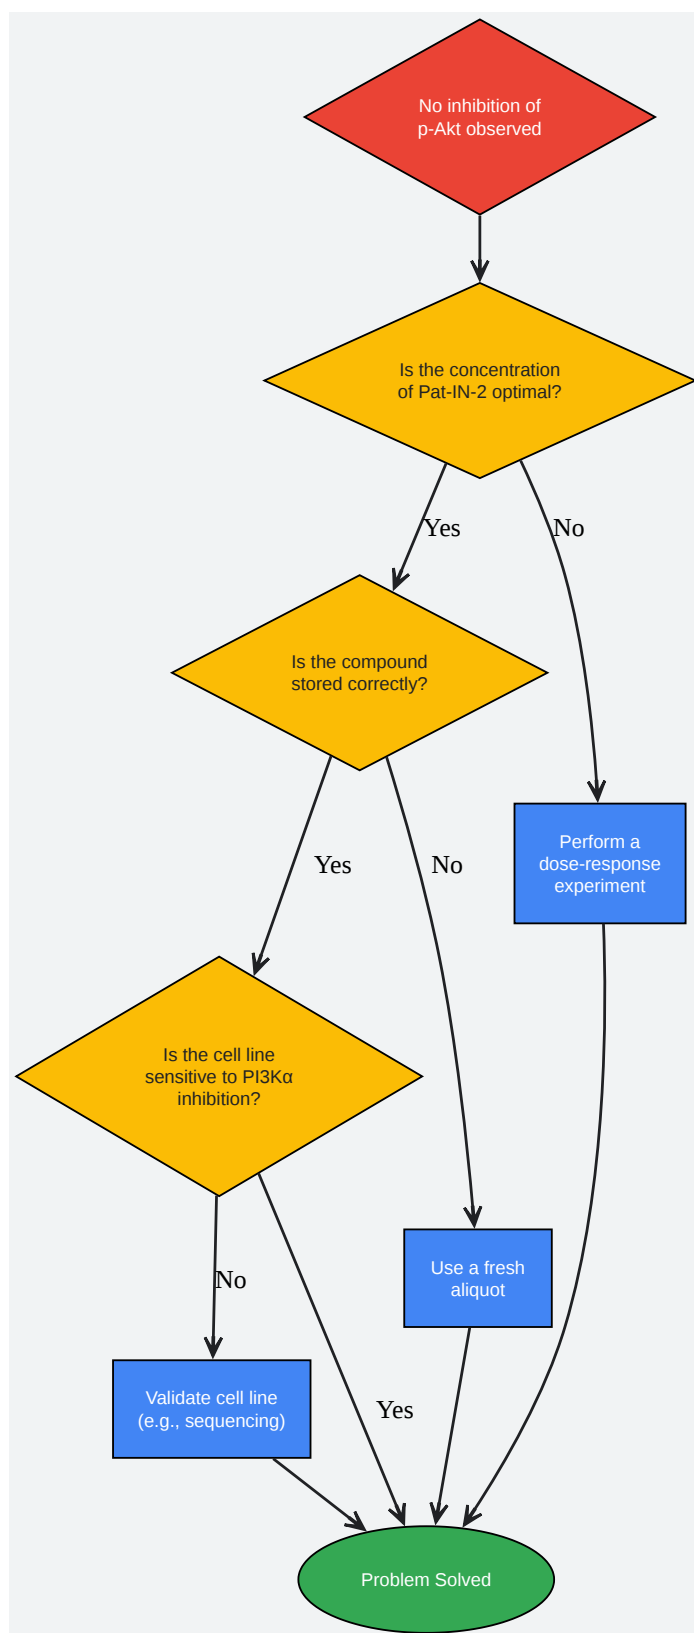 No inhibition of
p-Akt observed
Is the concentration
of Pat-IN-2 optimal?
Yes
No
Is the compound
stored correctly?
Perform a
dose-response
experiment
Yes
No
Is the cell line
sensitive to PI3Kα
inhibition?
Use a fresh
aliquot
No
Validate cell line
(e.g., sequencing)
Yes
Problem Solved